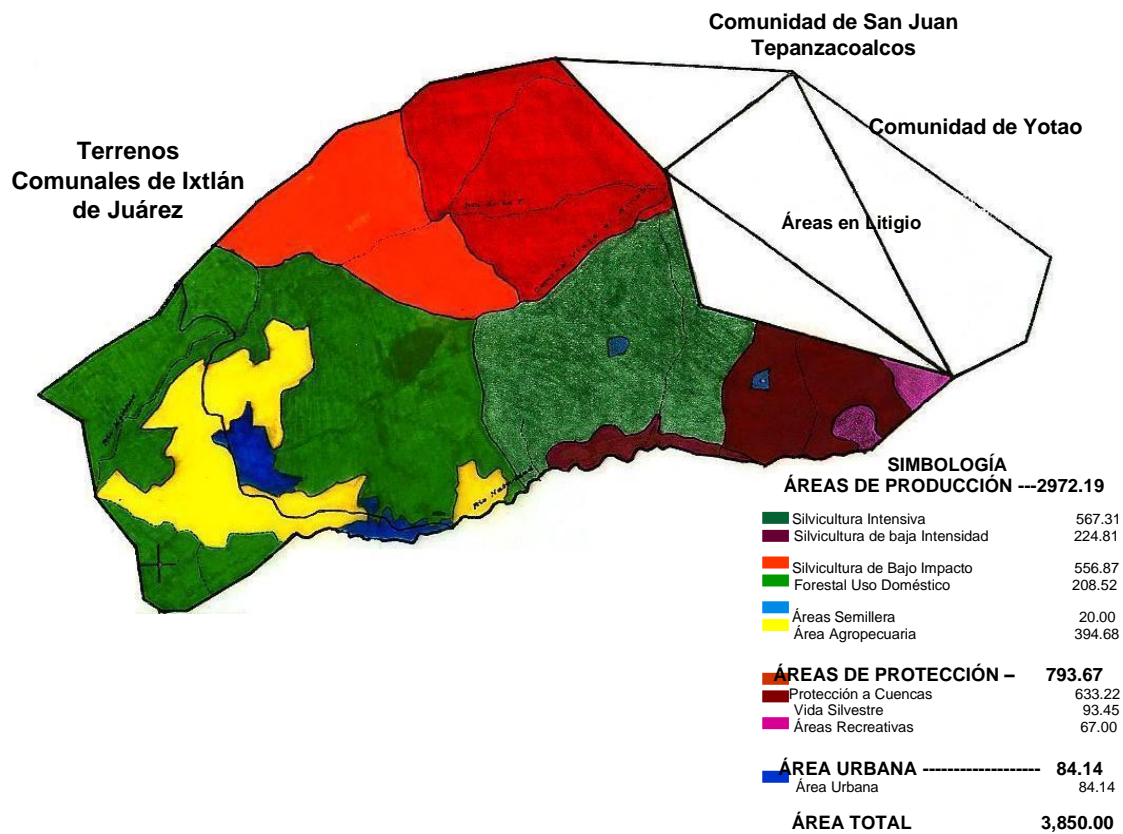 Comunidad de San Juan
Tepanzacoalcos
Comunidad de Yotao
Terrenos
Comunales de Ixtlán
de Juárez
Áreas en Litigio
SIMBOLOGÍA
ÁREAS DE PRODUCCIÓN ---2972.19
Silvicultura Intensiva 567.31
Silvicultura de baja Intensidad 224.81
Silvicultura de Bajo Impacto 556.87
Forestal Uso Doméstico 208.52
Áreas Semillera 20.00
Área Agropecuaria 394.68
ÁREAS DE PROTECCIÓN – 793.67
Protección a Cuencas 633.22
Vida Silvestre 93.45
Áreas Recreativas 67.00
ÁREA URBANA ------------------- 84.14
Área Urbana 84.14
ÁREA TOTAL 3,850.00